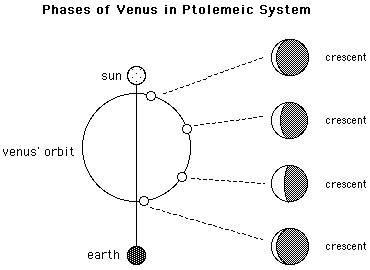 Phases of Venus in Ptolemeic System
sun
crescent
crescent
venus' orbit
crescent
earth
crescent